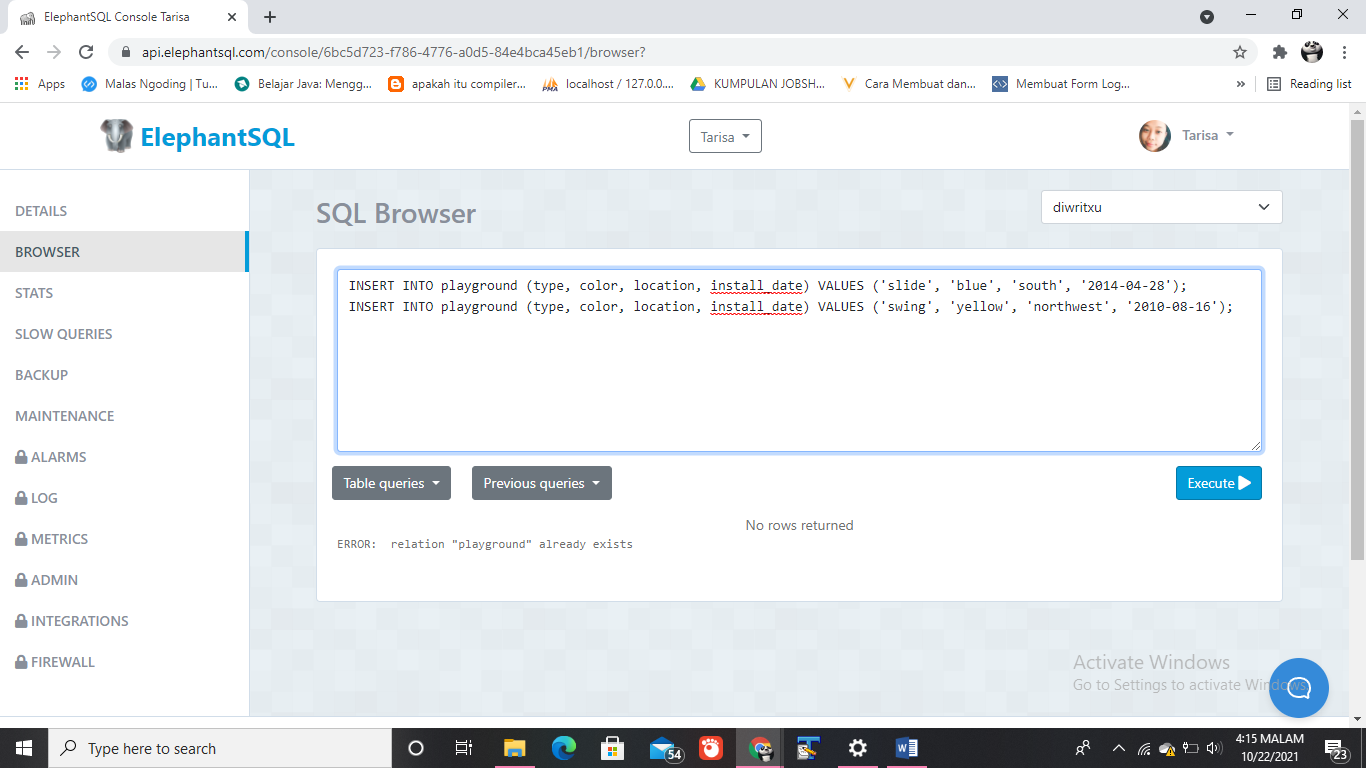 ElephantSQL Console Tarisa
api.elephantsql.com/console/6bc5d723-f786-4776-a0d5-84e4bca45eb1/browser?
Apps
Malas Ngoding | Tu...
Belajar Java: Mengg...
apakah itu compiler...
localhost / 127.0.0....
KUMPULAN JOBSH...
Cara Membuat dan...
Membuat Form Log...
»
Reading list
ElephantSQL
Tarisa
Tarisa
DETAILS
BROWSER
STATS
SLOW QUERIES
BACKUP
MAINTENANCE
ALARMS
LOG
METRICS
ADMIN
INTEGRATIONS
FIREWALL
SQL Browser
diwritxu
INSERT INTO playground (type, color, location, install_date) VALUES ('slide', 'blue', 'south', '2014-04-28');
INSERT INTO playground (type, color, location, install_date) VALUES ('swing', 'yellow', 'northwest', '2010-08-16');
Table queries
Previous queries
Execute
No rows returned
ERROR:  relation "playground" already exists
Activate Windows
Go to Settings to activate Windows.
Type here to search
54
4:15 MALAM
10/22/2021
23